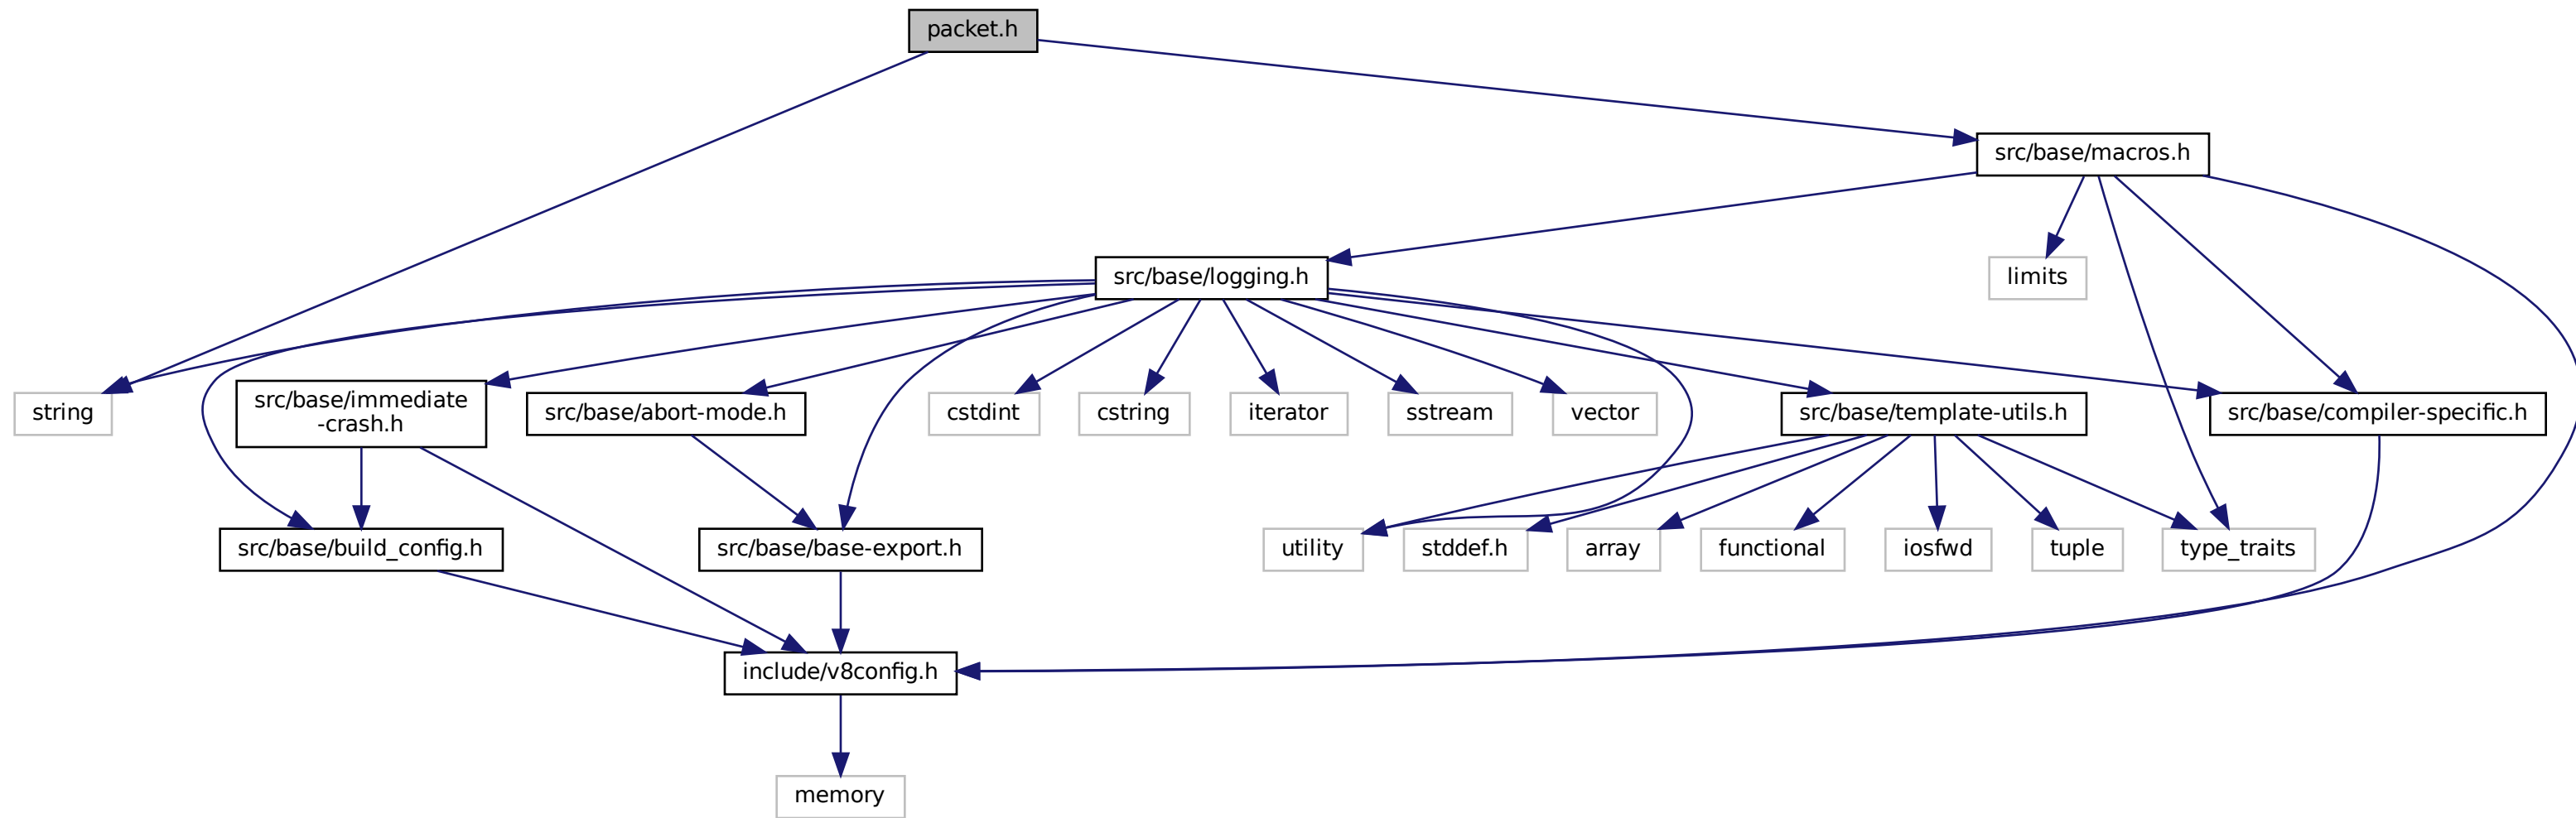 packet.h
src/base/macros.h
src/base/logging.h
limits
string
src/base/immediate
-crash.h
src/base/abort-mode.h
cstdint
cstring
iterator
sstream
vector
src/base/template-utils.h
src/base/compiler-specific.h
src/base/build_config.h
src/base/base-export.h
utility
stddef.h
array
functional
iosfwd
tuple
type_traits
include/v8config.h
memory